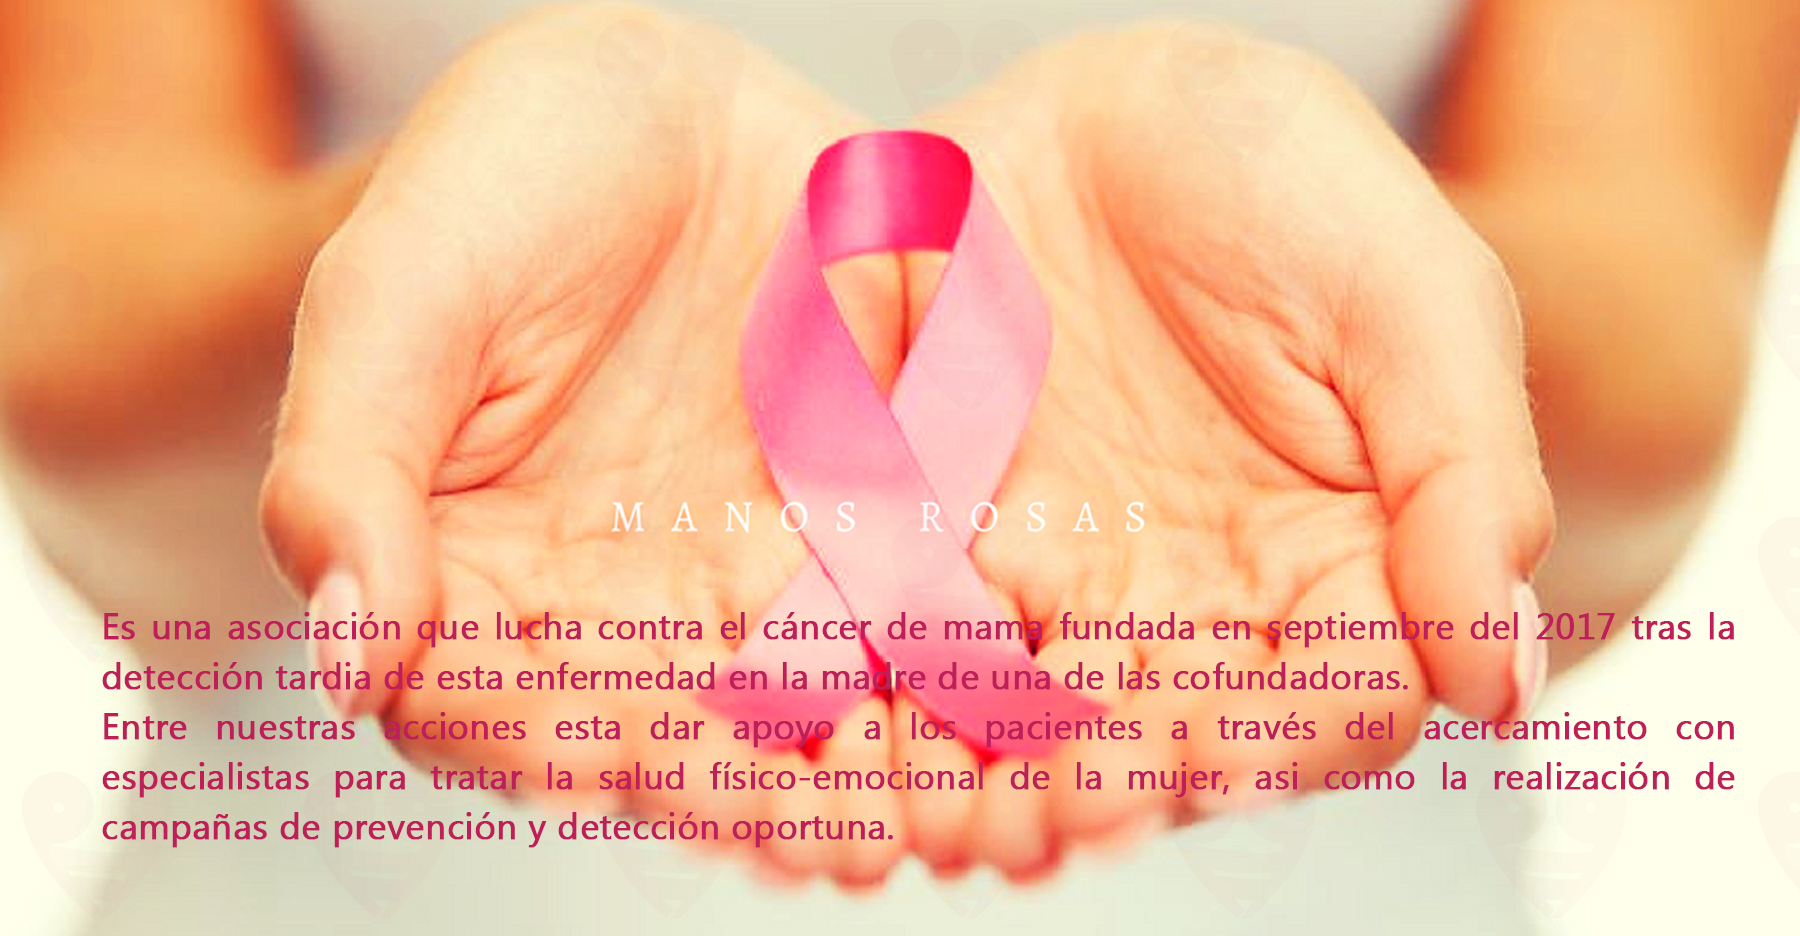 MANOS ROSAS
Es una asociación que lucha contra el cáncer de mama fundada en septiembre del 2017 tras la
detección tardia de esta enfermedad en la madre de una de las cofundadoras.
Entre nuestras acciones esta dar apoyo a los pacientes a través del acercamiento con
especialistas para tratar la salud físico-emocional de la mujer, asi como la realización de
campañas de prevención y detección oportuna.